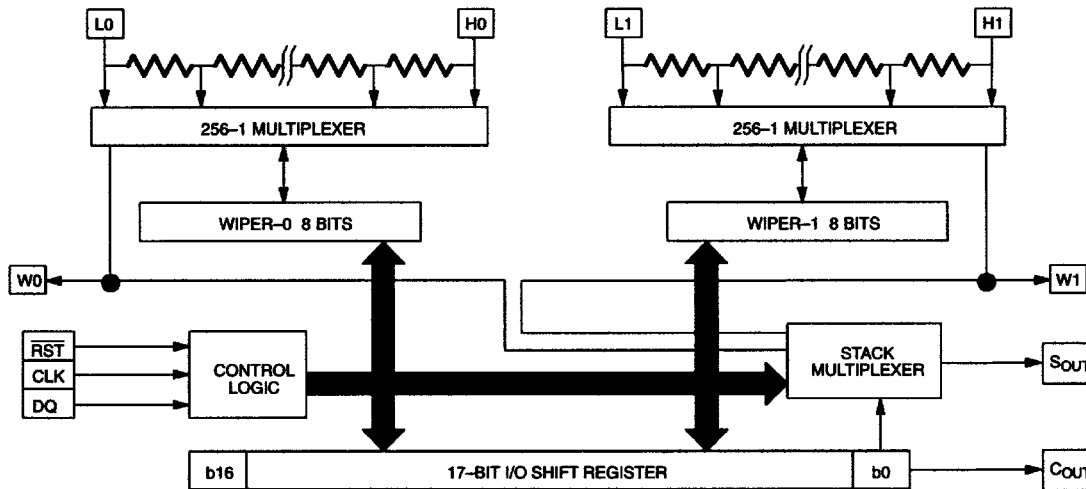 L0
H0
L1
H1
256–1 MULTIPLEXER
256–1 MULTIPLEXER
WIPER–0 8 BITS
WIPER–1 8 BITS
W0
W1
RST
CLK
DQ
CONTROL
LOGIC
STACK
MULTIPLEXER
SOUT
b16
17–BIT I/O SHIFT REGISTER
b0
COUT